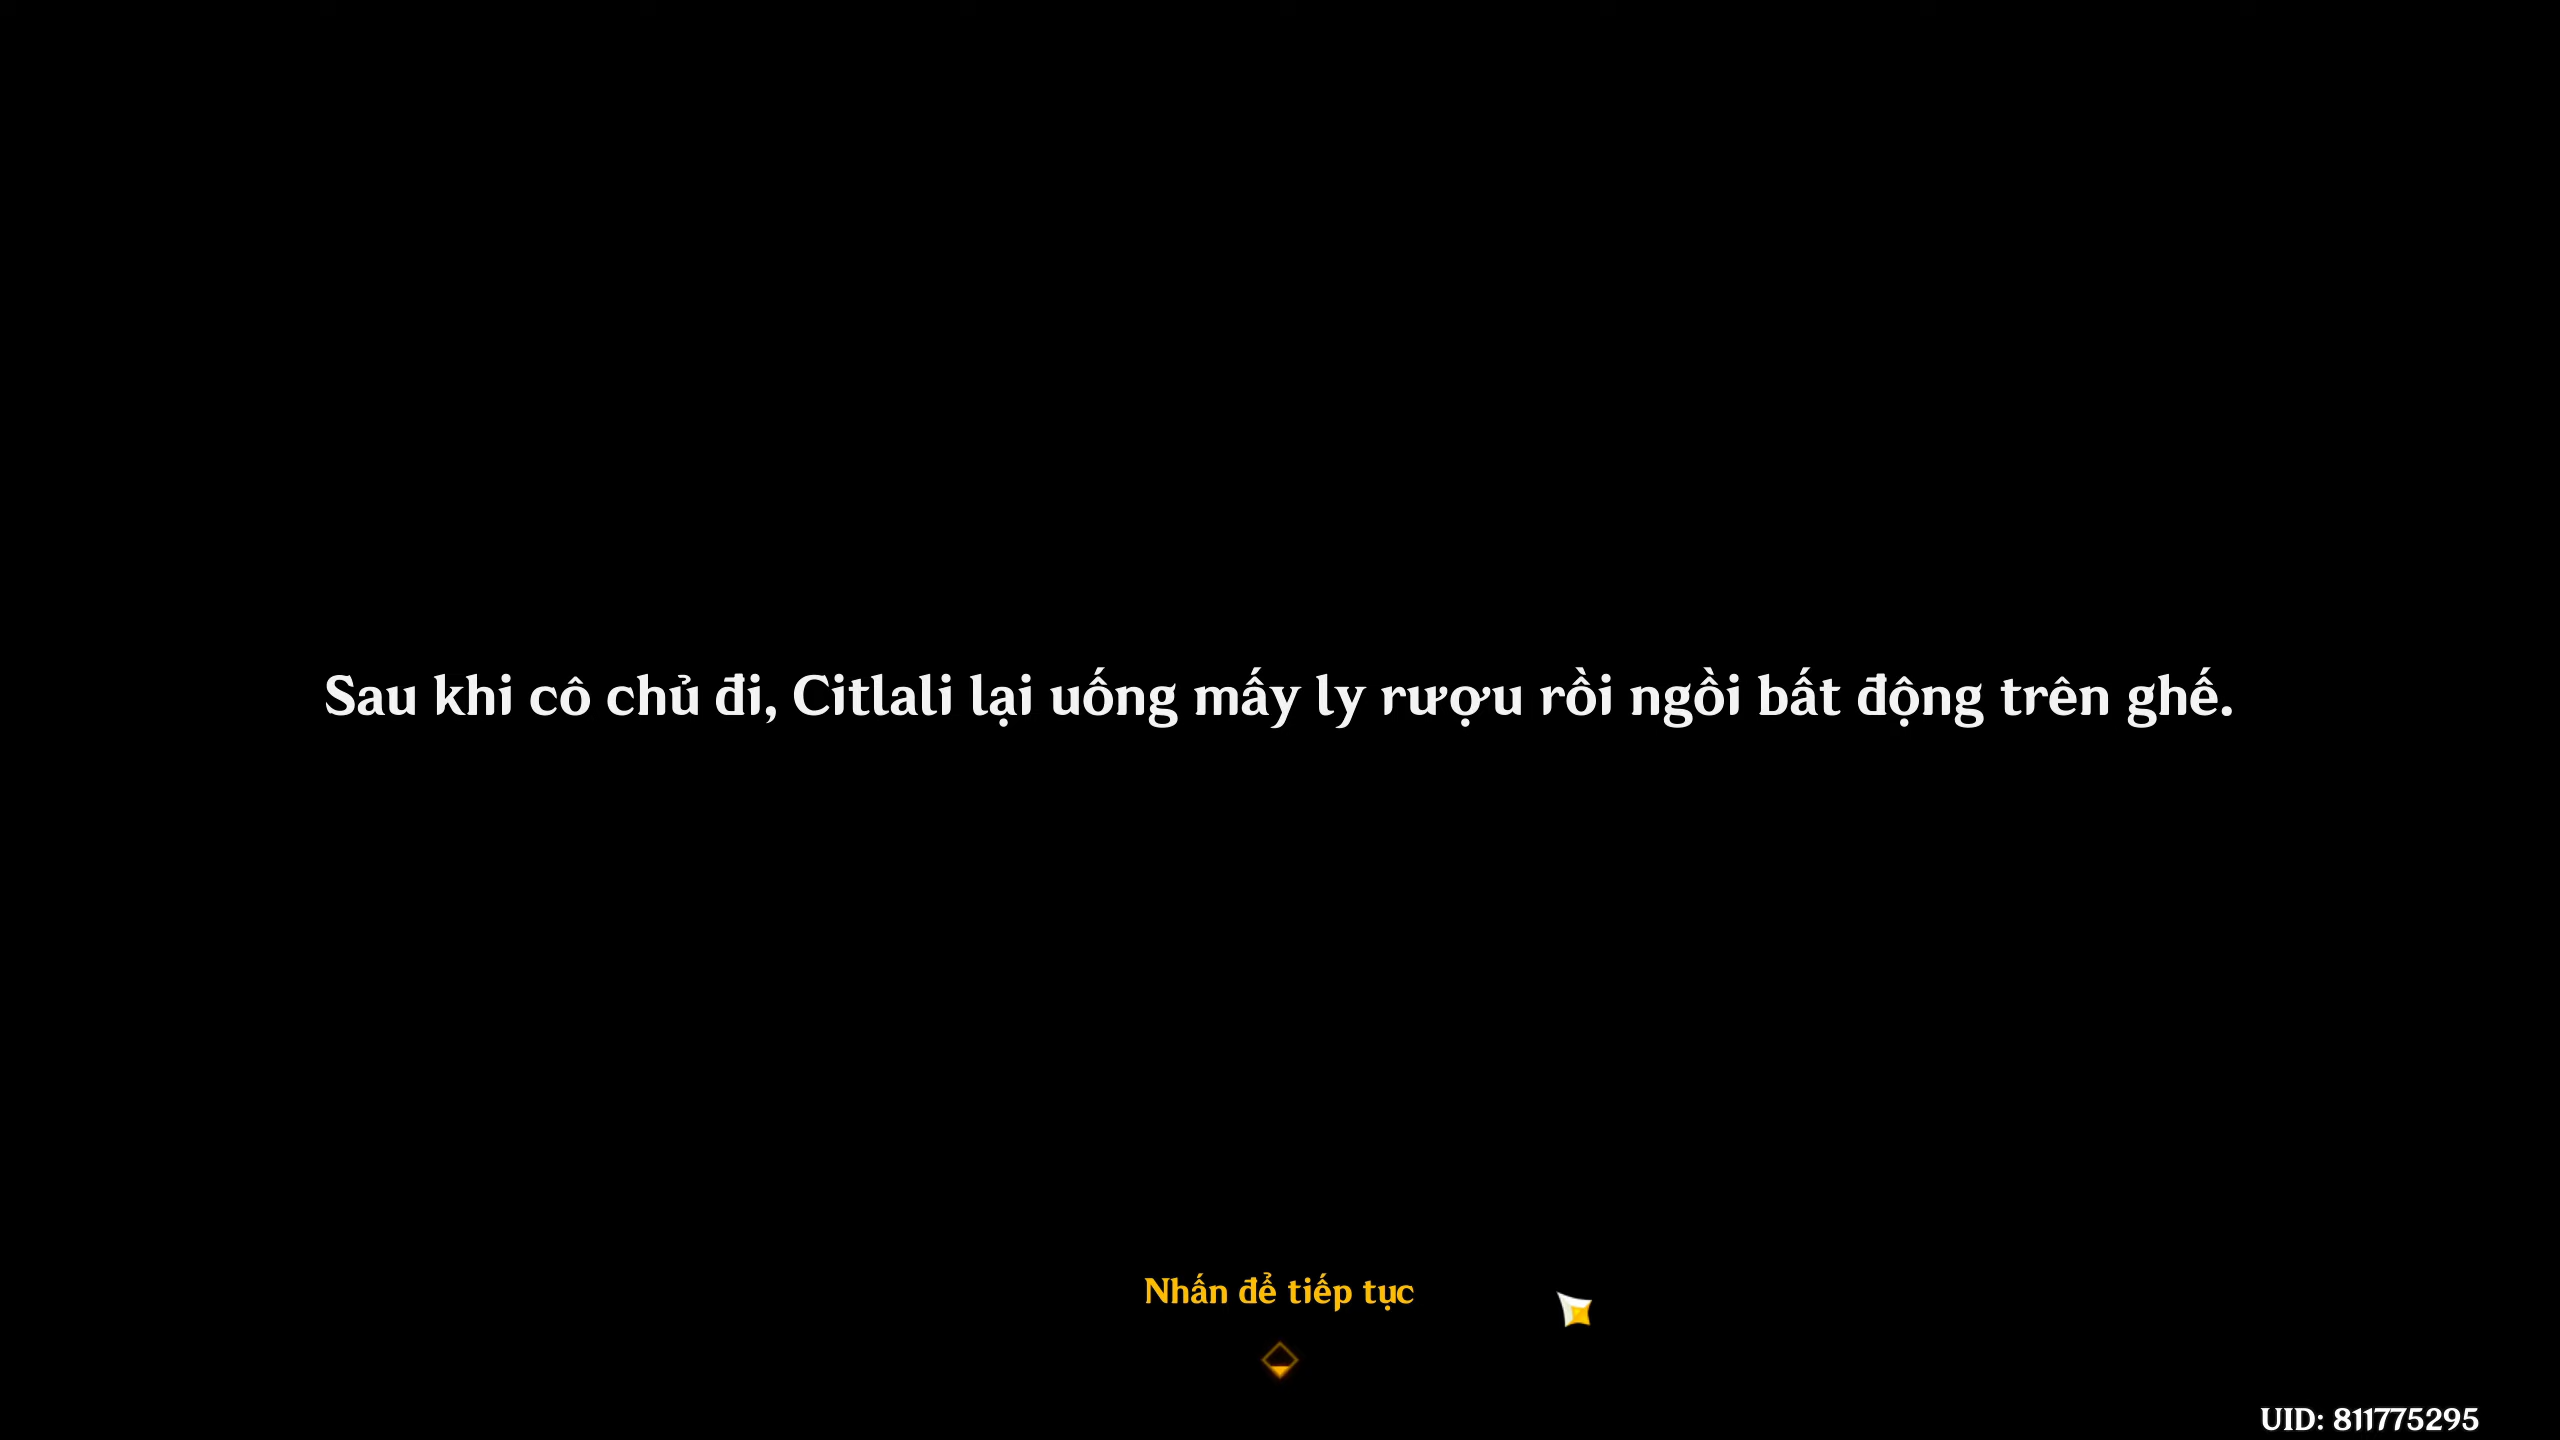 Sau khi cô chủ đi, Citlali lại uống mấy ly rượu rồi ngồi bất động trên ghế.
Nhấn để tiếp tục
UID: 811775295